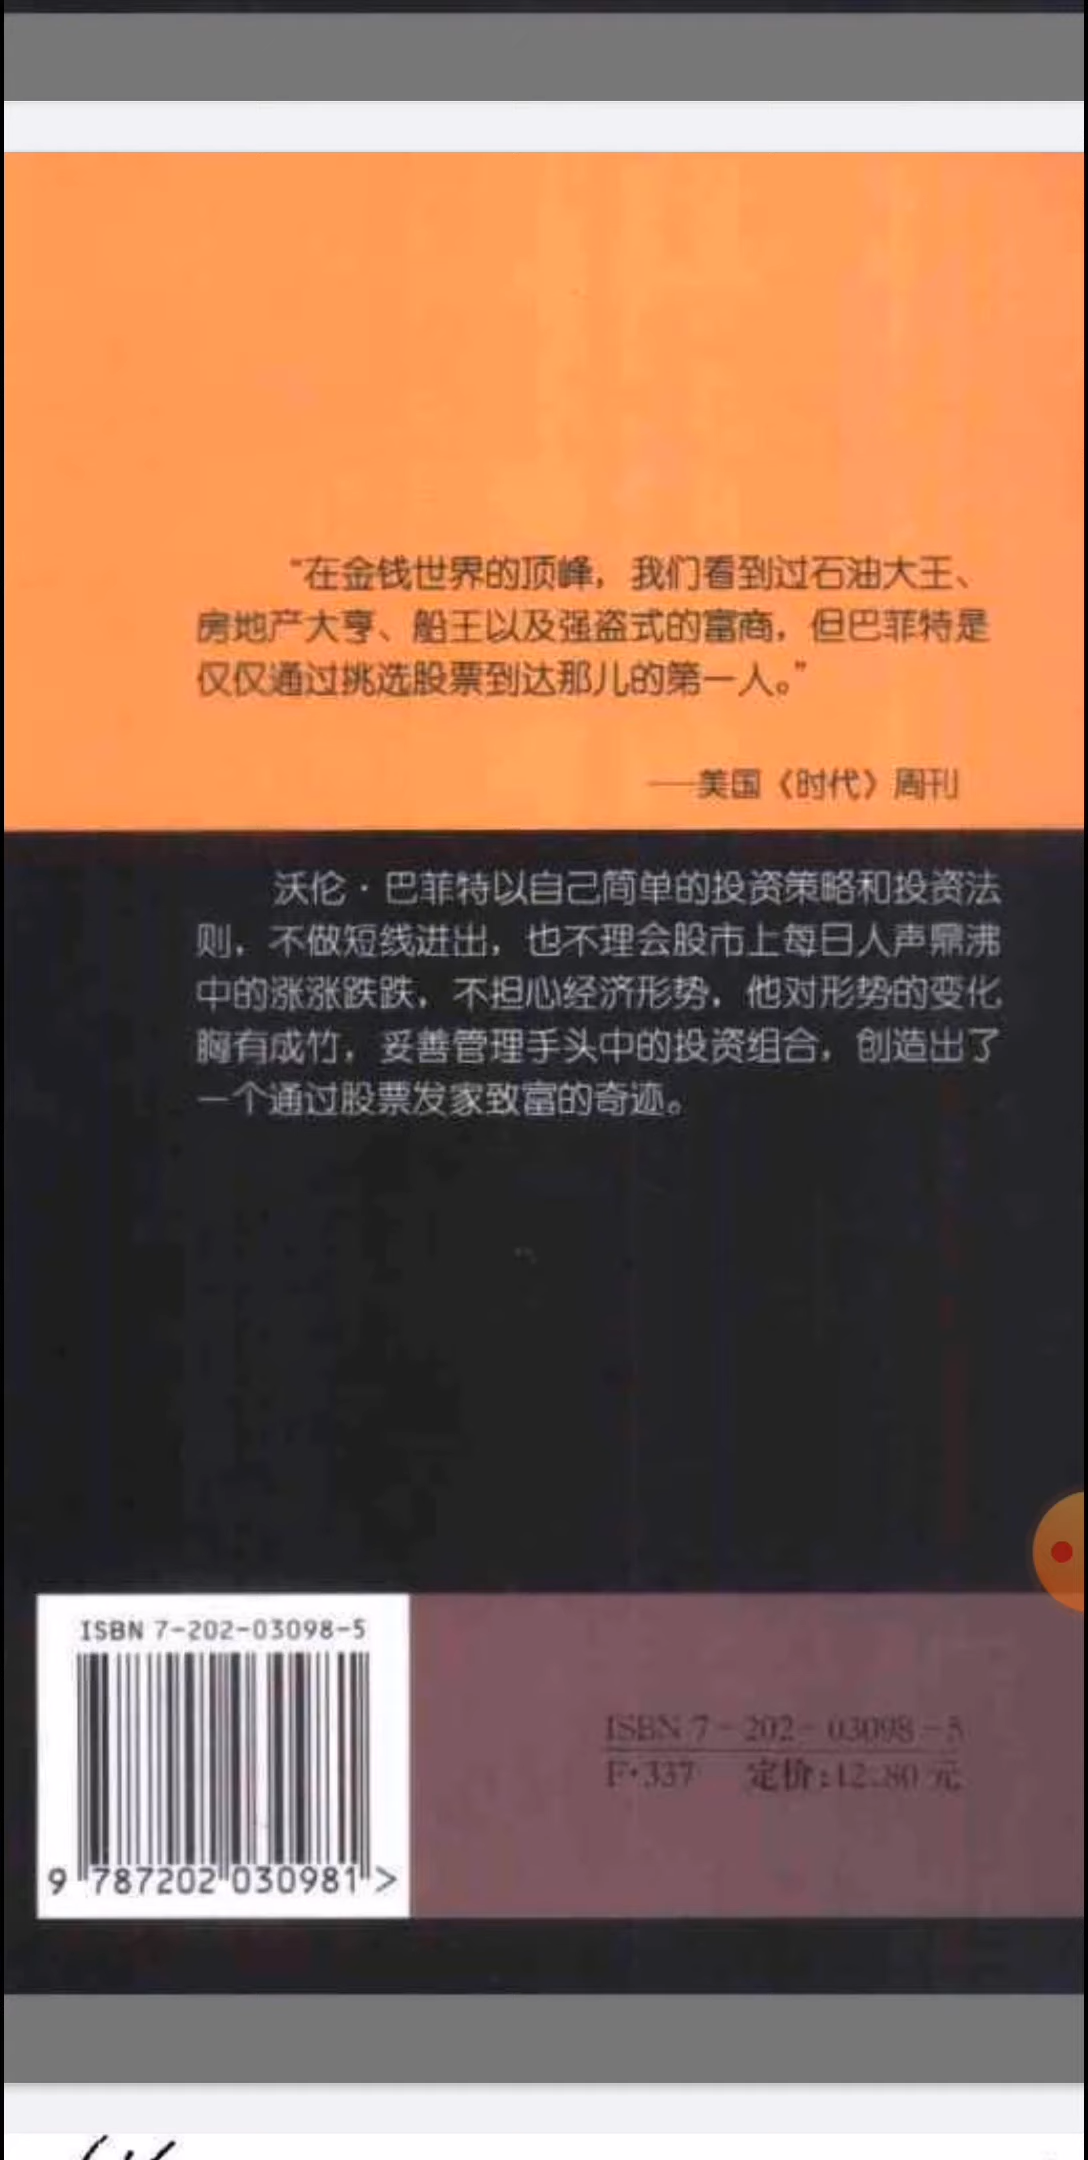 “在金钱世界的顶峰，我们看到过石油大王、
房地产大亨、船王以及强盗式的富商，但巴菲特是
仅仅通过挑选股票到达那儿的第一人。”
——美国《时代》周刊
沃伦·巴菲特以自己简单的投资策略和投资法
则，不做短线进出，也不理会股市上每日人声鼎沸
中的涨涨跌跌，不担心经济形势，他对形势的变化
胸有成竹，妥善管理手头中的投资组合，创造出了
一个通过股票发家致富的奇迹。
ISBN 7-202-03098-5
9 787202 030981 >
ISBN 7-202-03098-5
F·337 定价:12.80 元